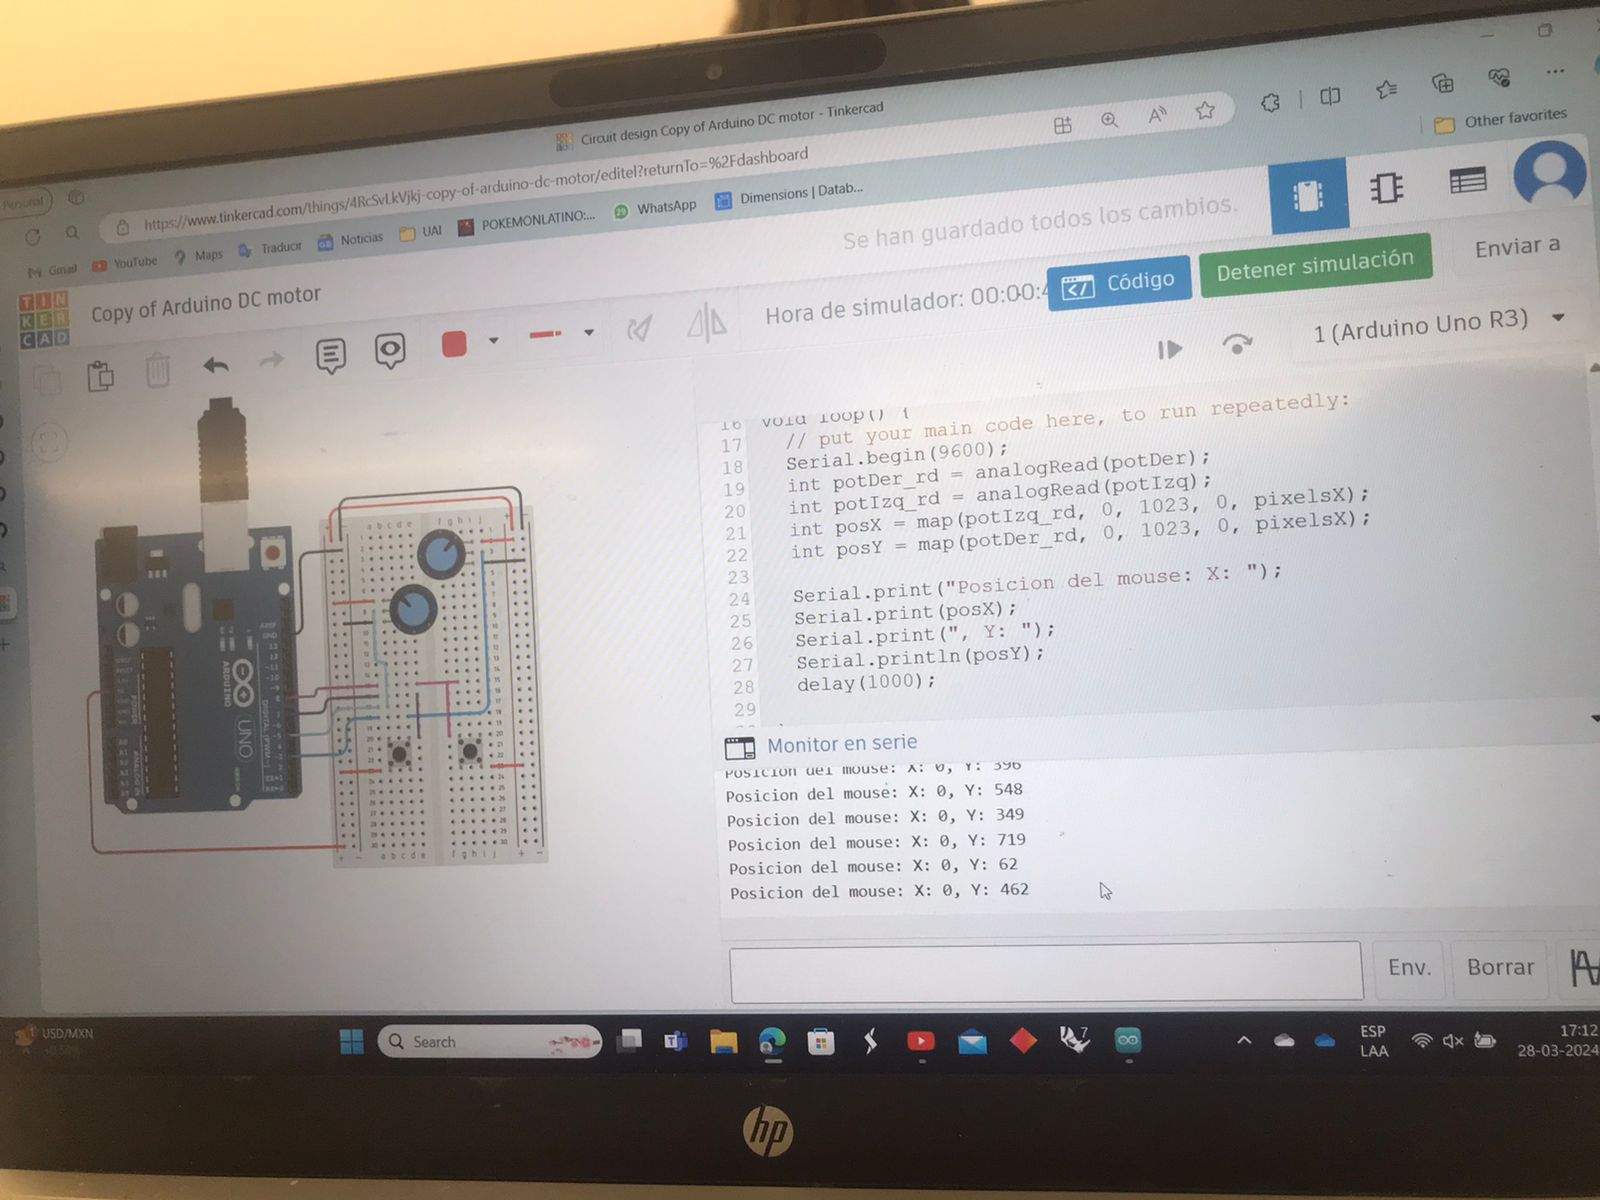 Circuit design Copy of Arduino DC motor - Tinkercad
Personal
https://www.tinkercad.com/things/4RcSvLkVjkj-copy-of-arduino-dc-motor/editel?returnTo=%2Fdashboard
Other favorites
Gmail
YouTube
Maps
Traducir
Noticias
UAI
POKEMONLATINO:...
WhatsApp
Dimensions | Datab...
TINKERCAD
Copy of Arduino DC motor
Se han guardado todos los cambios.
Hora de simulador: 00:00:4
Código
Detener simulación
Enviar a
1 (Arduino Uno R3)
16 void loop() {
17 // put your main code here, to run repeatedly:
18 Serial.begin(9600);
19 int potDer_rd = analogRead(potDer);
20 int potIzq_rd = analogRead(potIzq);
21 int posX = map(potIzq_rd, 0, 1023, 0, pixelsX);
22 int posY = map(potDer_rd, 0, 1023, 0, pixelsX);
23
24 Serial.print("Posicion del mouse: X: ");
25 Serial.print(posX);
26 Serial.print(", Y: ");
27 Serial.println(posY);
28 delay(1000);
29
ARDUINO
UNO
Monitor en serie
Posicion del mouse: X: 0, Y: 396
Posicion del mouse: X: 0, Y: 548
Posicion del mouse: X: 0, Y: 349
Posicion del mouse: X: 0, Y: 719
Posicion del mouse: X: 0, Y: 62
Posicion del mouse: X: 0, Y: 462
Env.
Borrar
USD/MXN
Search
ESP
LAA
17:12
28-03-2024
hp